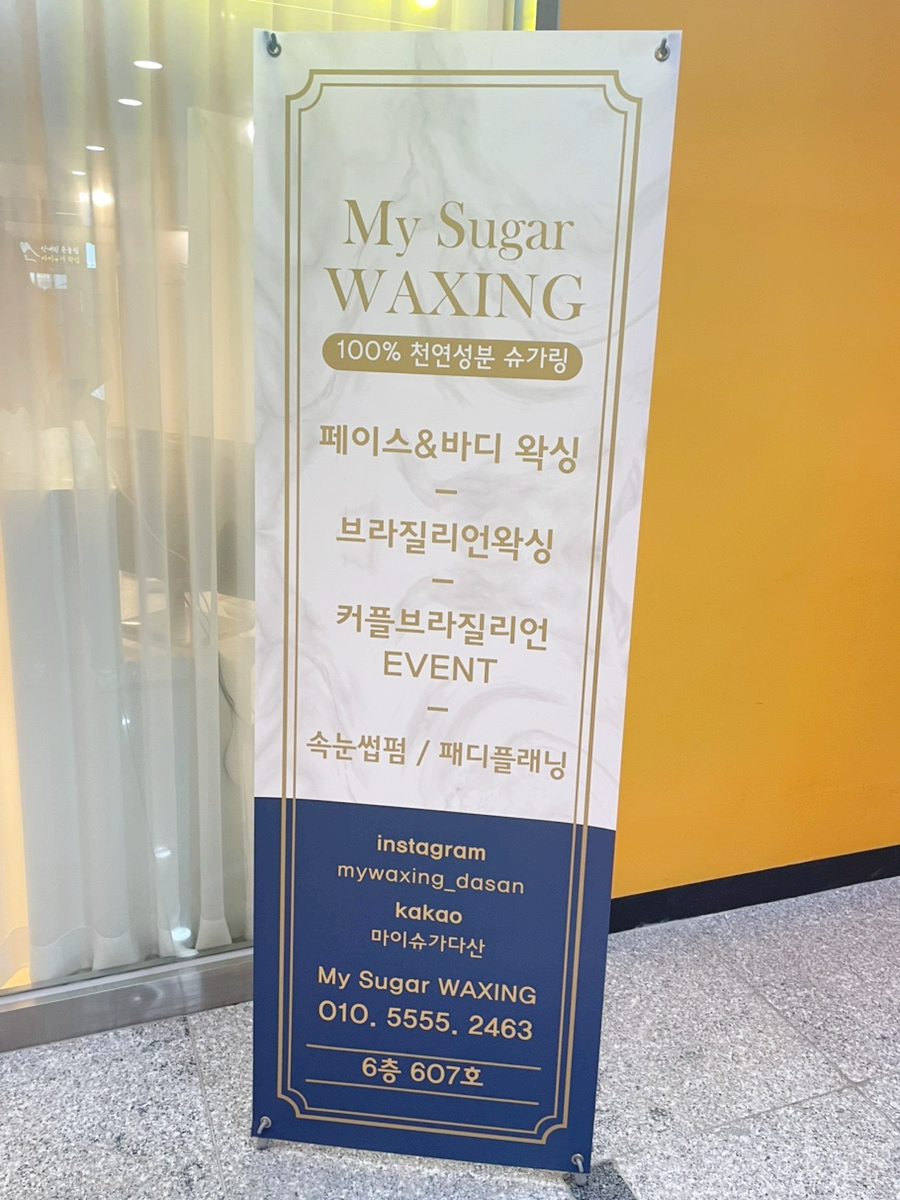 My Sugar
WAXING
100% 천연성분 슈가링
페이스&바디 왁싱
–
브라질리언왁싱
–
커플브라질리언
EVENT
–
속눈썹펌 / 패디플래닝
instagram
mywaxing_dasan
kakao
마이슈가다산
My Sugar WAXING
010. 5555. 2463
6층 607호